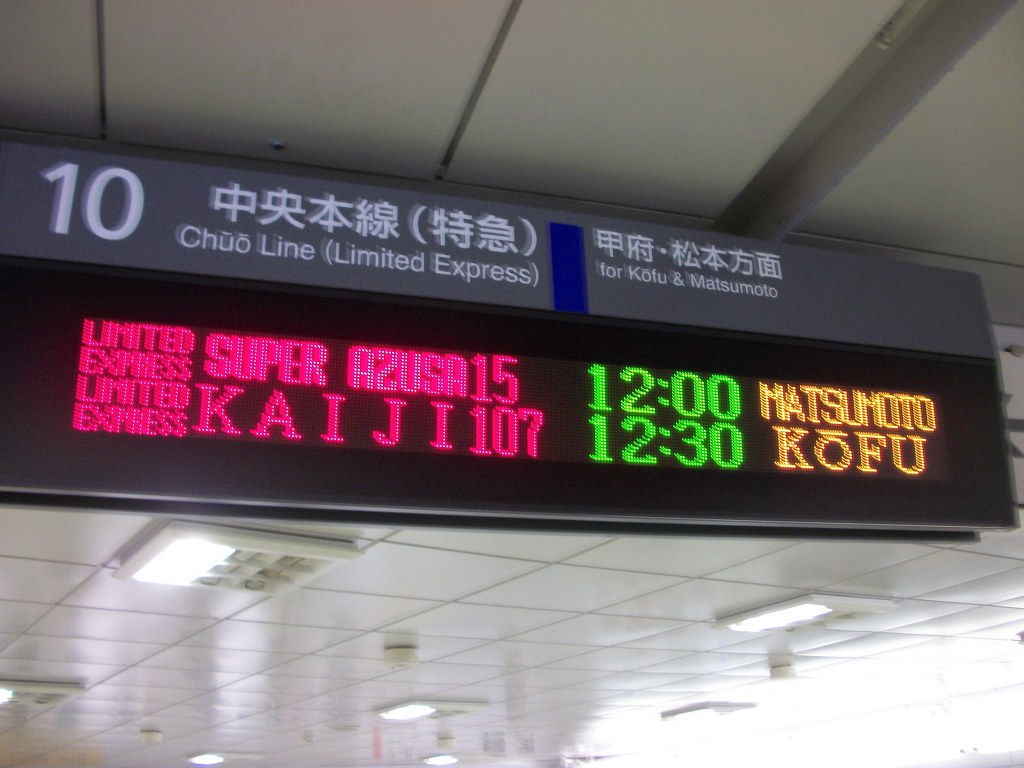 10
中央本線(特急)
Chūō Line (Limited Express)
甲府・松本方面
for Kōfu & Matsumoto
LIMITED EXPRESS SUPER AZUSA15 12:00 MATSUMOTO
LIMITED EXPRESS KAIJI107 12:30 KŌFU